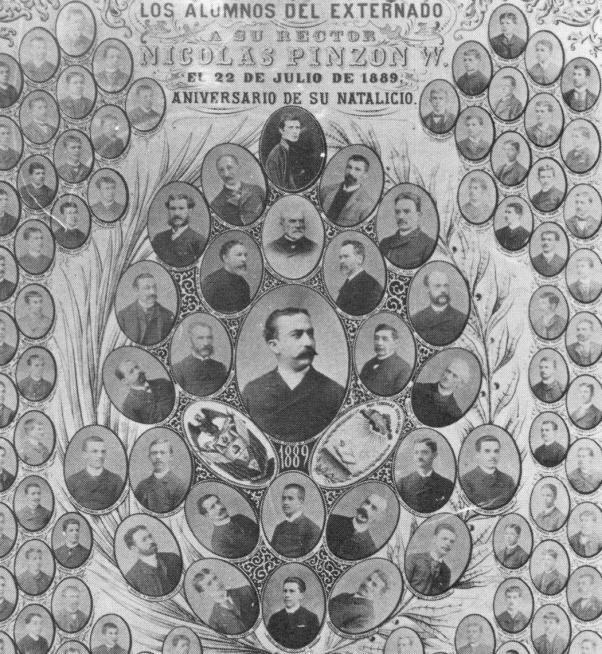 LOS ALUMNOS DEL EXTERNADO
A SU RECTOR
NICOLAS PINZON W.
EL 22 DE JULIO DE 1889,
ANIVERSARIO DE SU NATALICIO.
1889